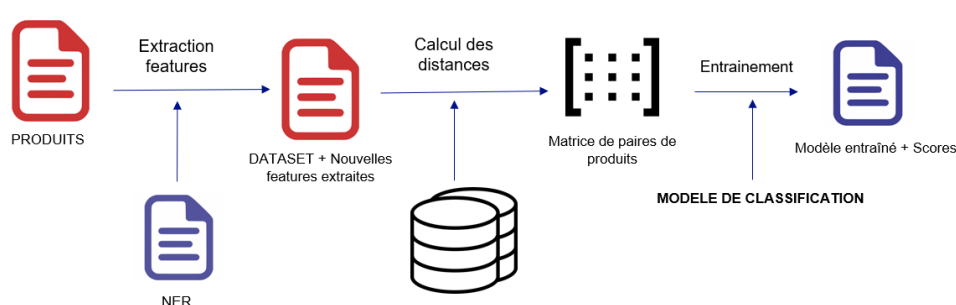 Extraction
features
Calcul des
distances
Entrainement
PRODUITS
DATASET + Nouvelles
features extraites
Matrice de paires de
produits
Modèle entraîné + Scores
MODELE DE CLASSIFICATION
NER